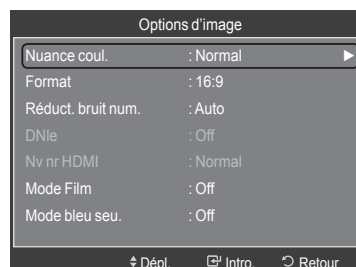 Options d'image
Nuance coul. : Normal ►
Format : 16:9
Réduct. bruit num. : Auto
DNIe : Off
Nv nr HDMI : Normal
Mode Film : Off
Mode bleu seu. : Off
Dépl. Intro. Retour